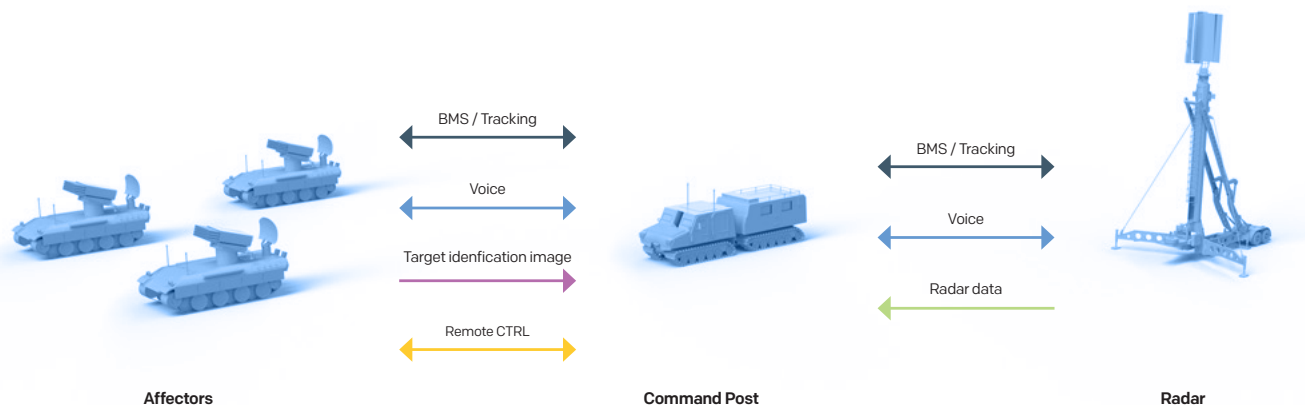 BMS / Tracking
Voice
Target idenfication image
Remote CTRL
BMS / Tracking
Voice
Radar data
Affectors
Command Post
Radar